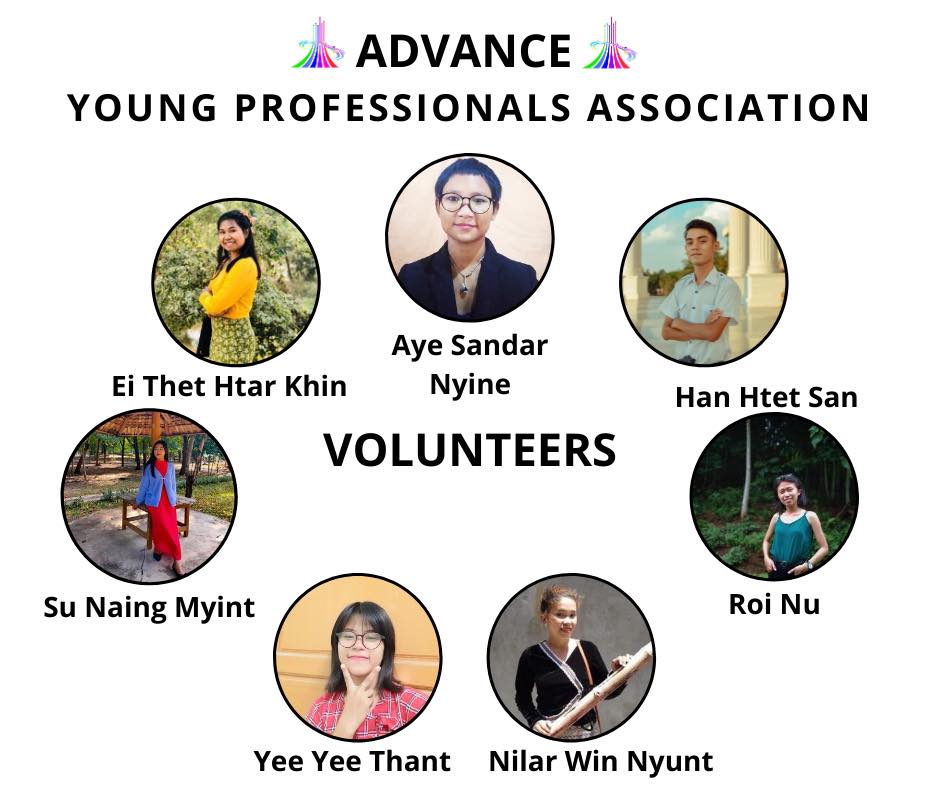 ADVANCE
YOUNG PROFESSIONALS ASSOCIATION
Ei Thet Htar Khin
Aye Sandar
Nyine
Han Htet San
VOLUNTEERS
Su Naing Myint
Roi Nu
Yee Yee Thant
Nilar Win Nyunt